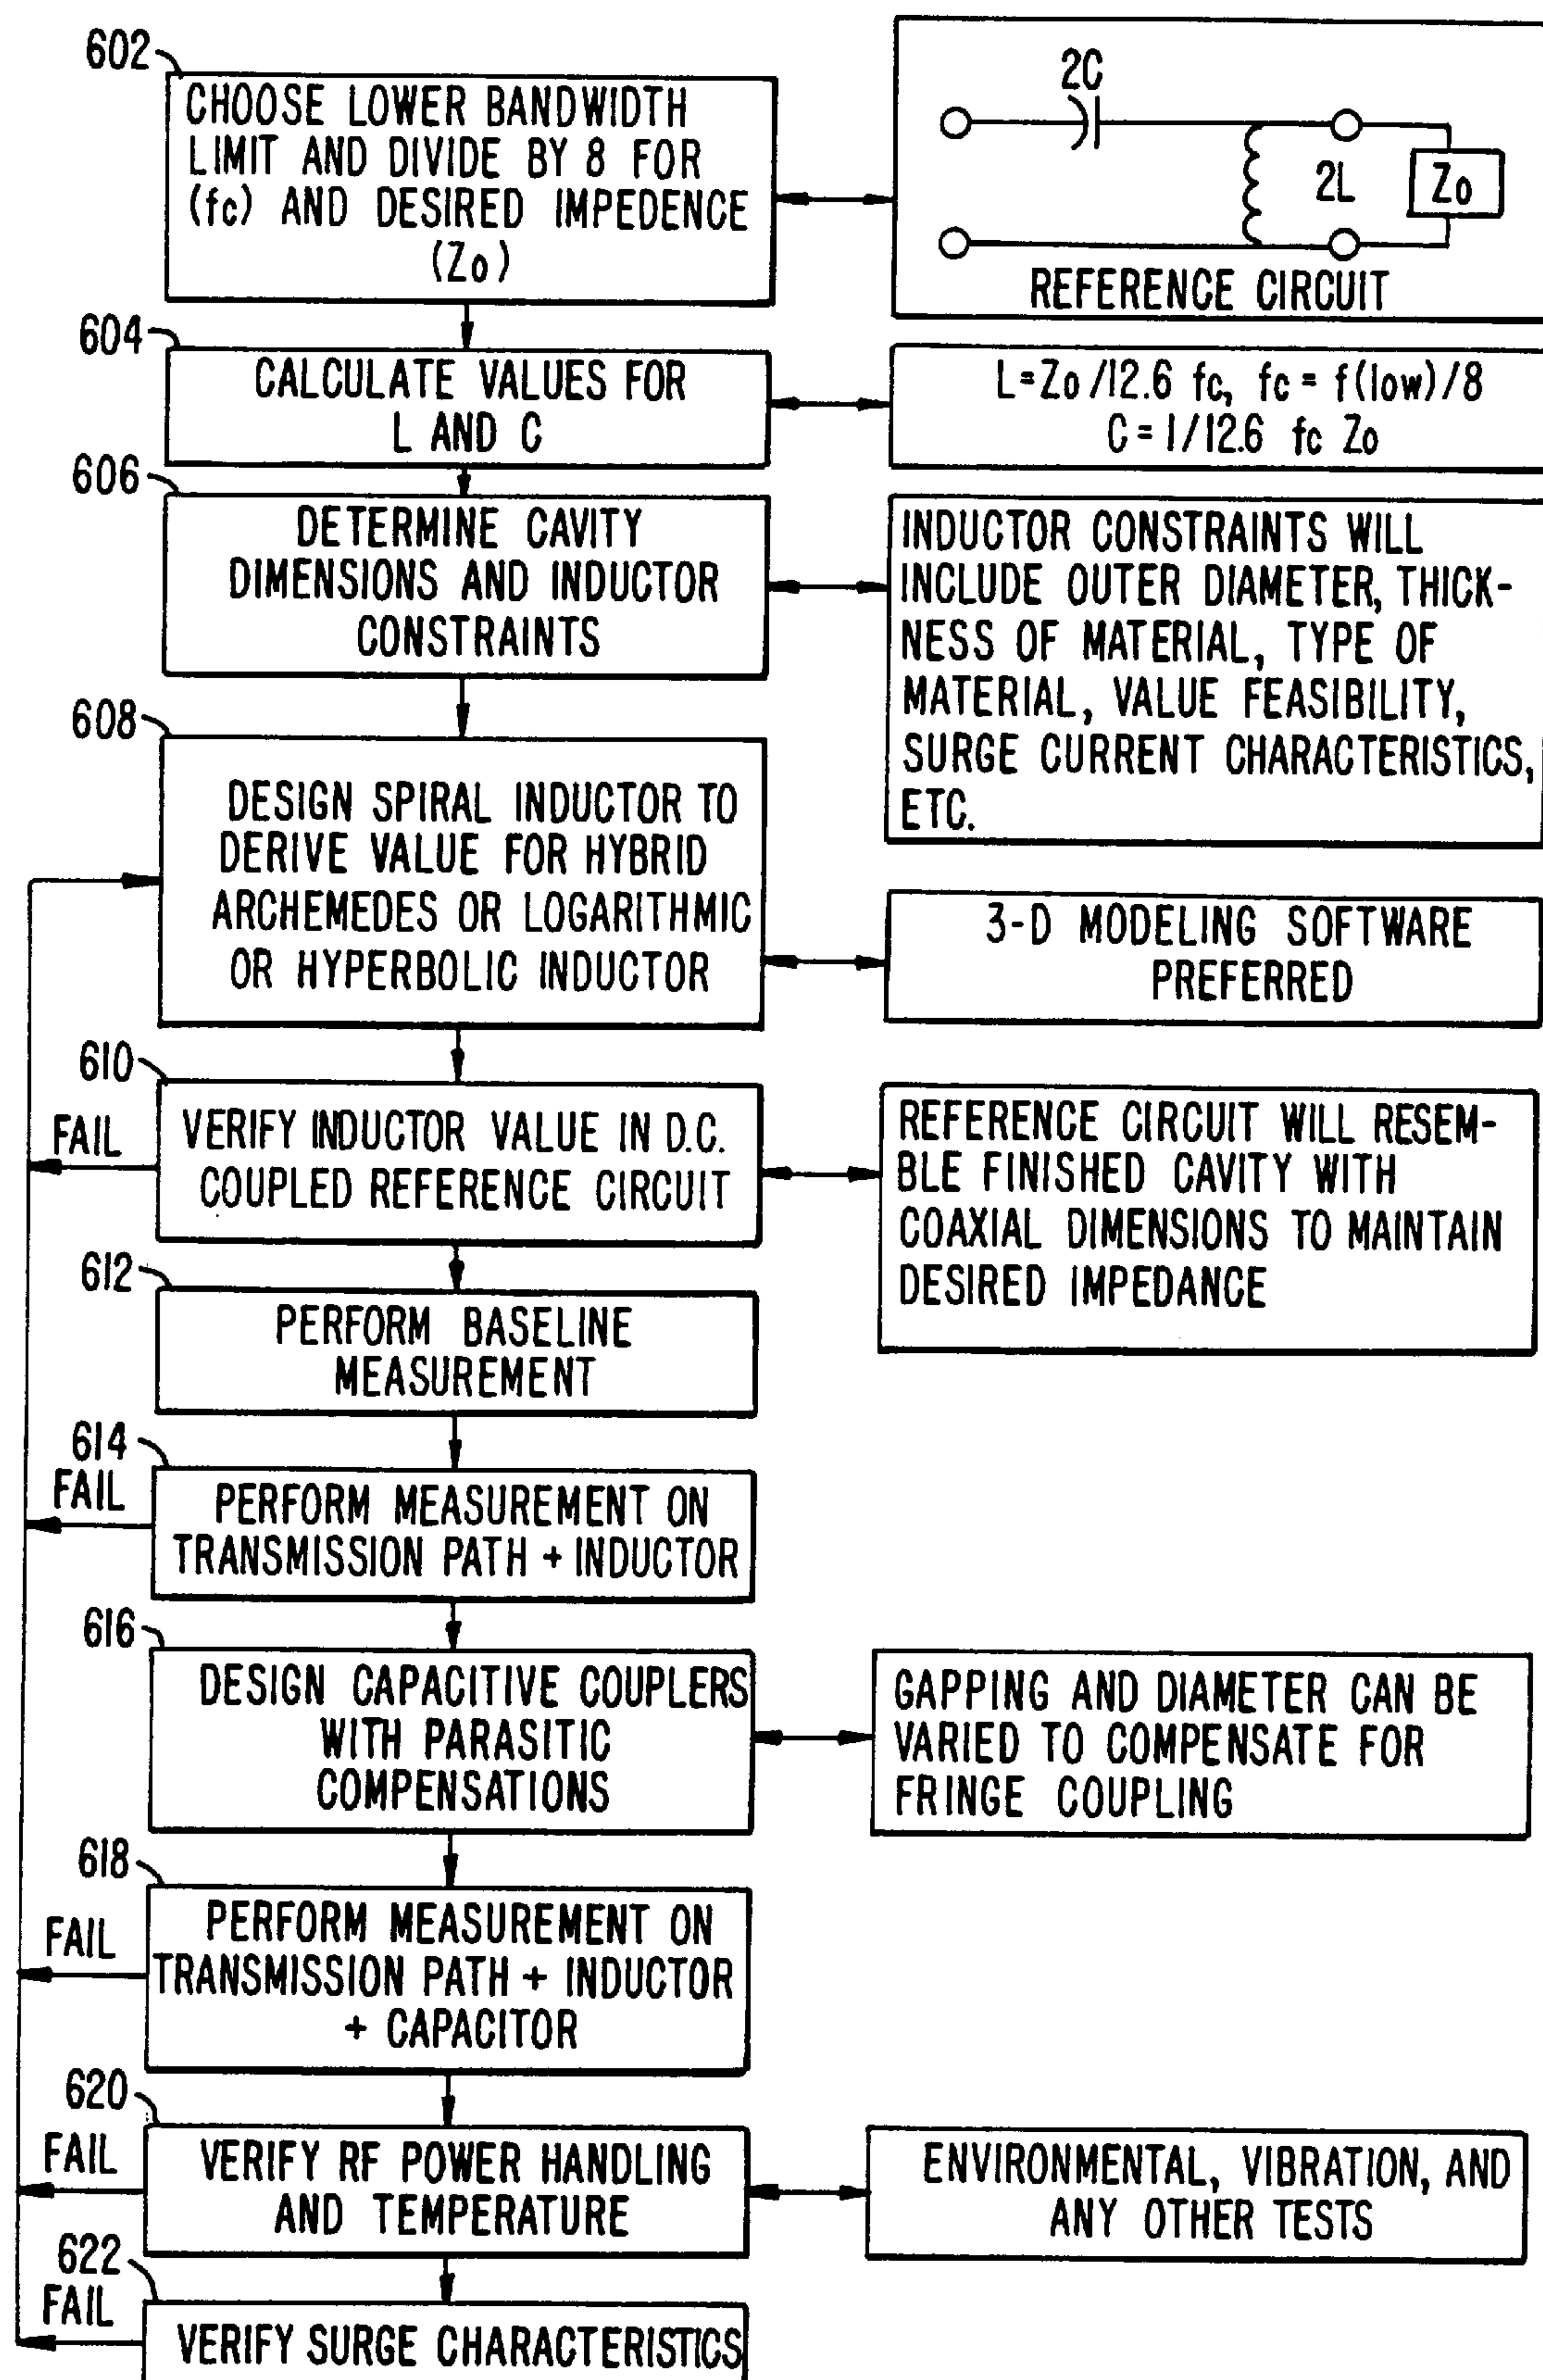 602
CHOOSE LOWER BANDWIDTH
LIMIT AND DIVIDE BY 8 FOR
(fc) AND DESIRED IMPEDENCE
(Zo)
2C
2L
Zo
REFERENCE CIRCUIT
604
CALCULATE VALUES FOR
L AND C
L=Zo/12.6 fc, fc = f(low)/8
C = 1/12.6 fc Zo
606
DETERMINE CAVITY
DIMENSIONS AND INDUCTOR
CONSTRAINTS
INDUCTOR CONSTRAINTS WILL
INCLUDE OUTER DIAMETER, THICK-
NESS OF MATERIAL, TYPE OF
MATERIAL, VALUE FEASIBILITY,
SURGE CURRENT CHARACTERISTICS,
ETC.
608
DESIGN SPIRAL INDUCTOR TO
DERIVE VALUE FOR HYBRID
ARCHEMEDES OR LOGARITHMIC
OR HYPERBOLIC INDUCTOR
3-D MODELING SOFTWARE
PREFERRED
610
FAIL
VERIFY INDUCTOR VALUE IN D.C.
COUPLED REFERENCE CIRCUIT
REFERENCE CIRCUIT WILL RESEM-
BLE FINISHED CAVITY WITH
COAXIAL DIMENSIONS TO MAINTAIN
DESIRED IMPEDANCE
612
PERFORM BASELINE
MEASUREMENT
614
FAIL
PERFORM MEASUREMENT ON
TRANSMISSION PATH + INDUCTOR
616
DESIGN CAPACITIVE COUPLERS
WITH PARASITIC
COMPENSATIONS
GAPPING AND DIAMETER CAN BE
VARIED TO COMPENSATE FOR
FRINGE COUPLING
618
FAIL
PERFORM MEASUREMENT ON
TRANSMISSION PATH + INDUCTOR
+ CAPACITOR
620
FAIL
VERIFY RF POWER HANDLING
AND TEMPERATURE
ENVIRONMENTAL, VIBRATION, AND
ANY OTHER TESTS
622
FAIL
VERIFY SURGE CHARACTERISTICS